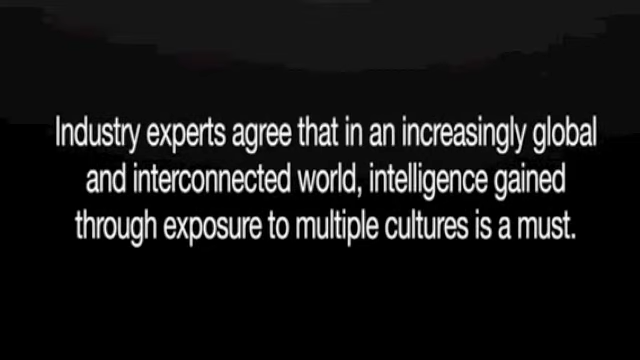 Industry experts agree that in an increasingly global
and interconnected world, intelligence gained
through exposure to multiple cultures is a must.